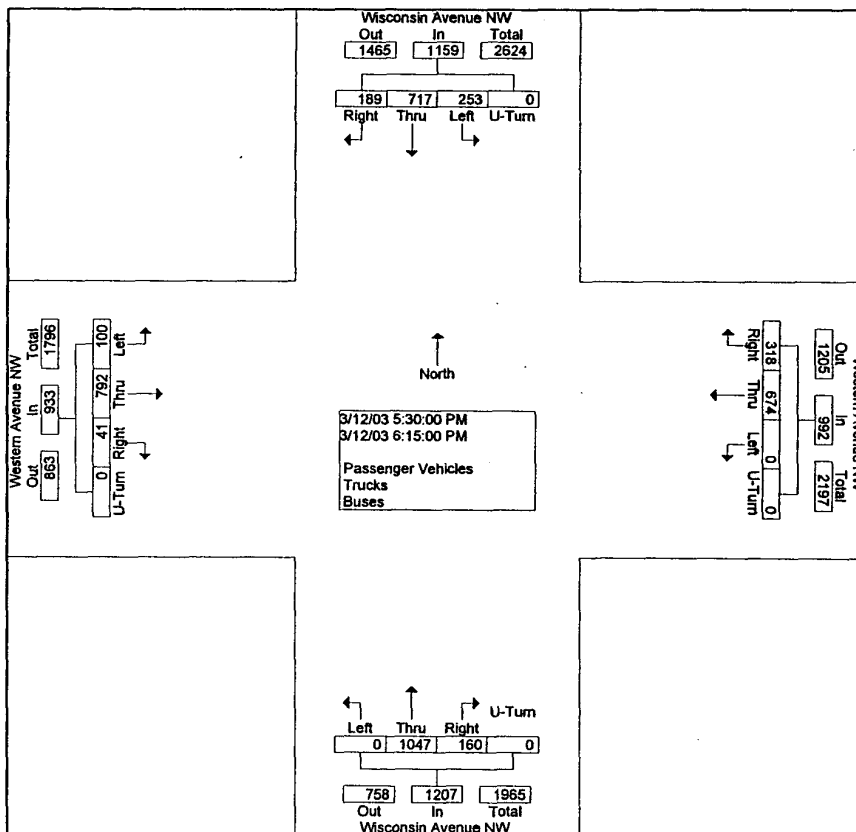 Wisconsin Avenue NW
Out In Total
1465 1159 2624
189 717 253 0
Right Thru Left U-Turn
Western Avenue NW
Total In Out
1796 933 863
100 792 41 0
Left Thru Right U-Turn
North
3/12/03 5:30:00 PM
3/12/03 6:15:00 PM
Passenger Vehicles
Trucks
Buses
Right Thru Left U-Turn
318 674 0 0
Out In Total
1205 992 2197
Left Thru Right U-Turn
0 1047 160 0
758 1207 1965
Out In Total
Wisconsin Avenue NW